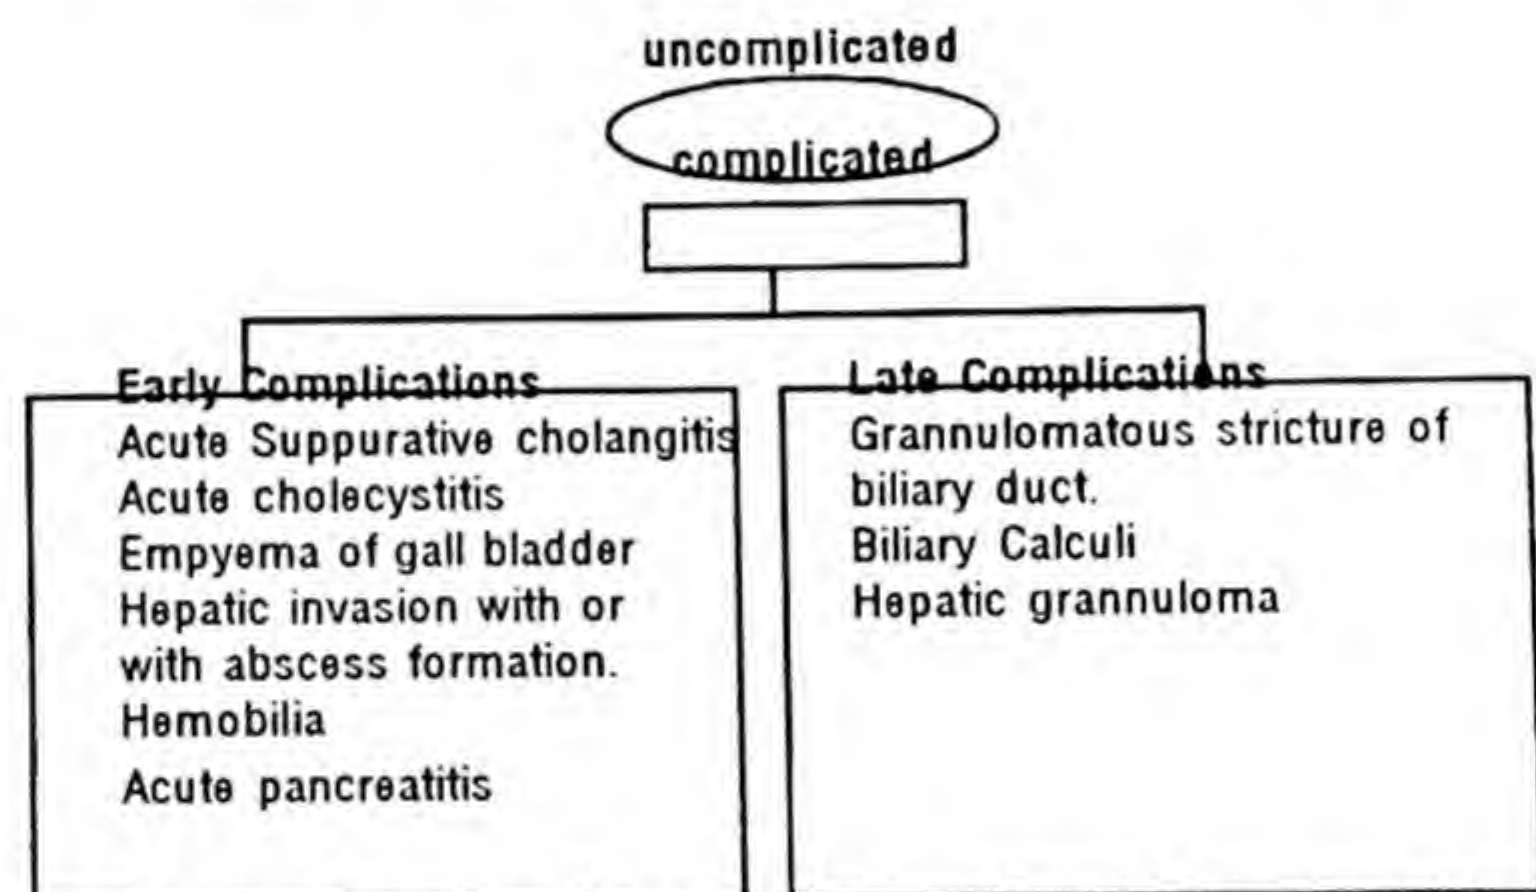 uncomplicated
complicated
Early Complications
Acute Suppurative cholangitis
Acute cholecystitis
Empyema of gall bladder
Hepatic invasion with or
with abscess formation.
Hemobilia
Acute pancreatitis
Late Complications
Grannulomatous stricture of
biliary duct.
Biliary Calculi
Hepatic grannuloma